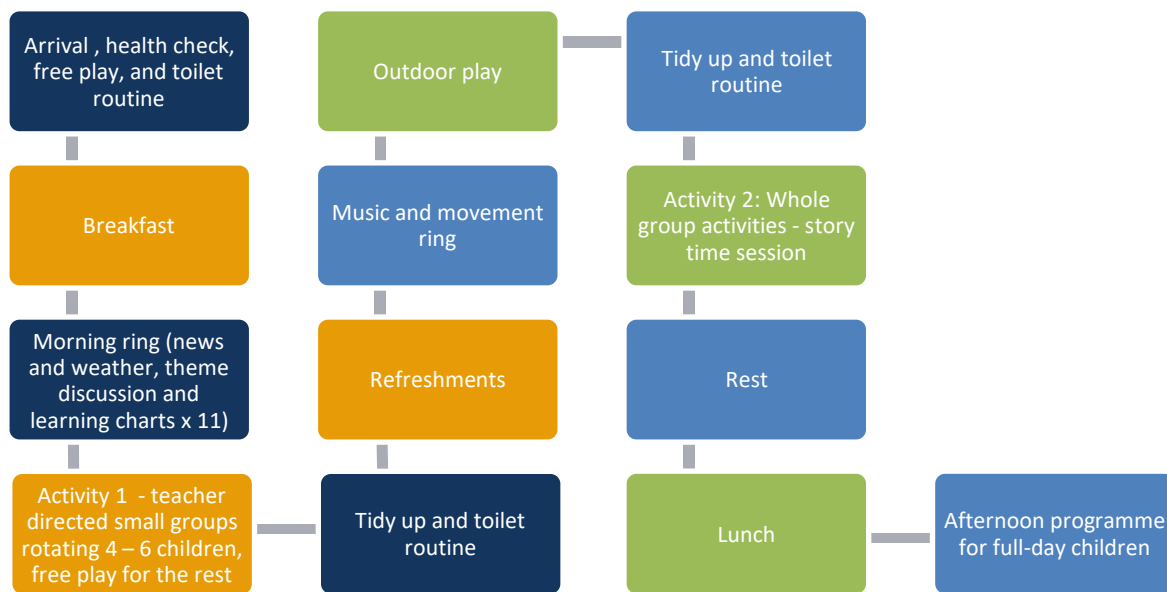 Arrival , health check,
free play, and toilet
routine
Breakfast
Morning ring (news
and weather, theme
discussion and
learning charts x 11)
Activity 1  - teacher
directed small groups
rotating 4 – 6 children,
free play for the rest
Tidy up and toilet
routine
Refreshments
Music and movement
ring
Outdoor play
Tidy up and toilet
routine
Activity 2: Whole
group activities - story
time session
Rest
Lunch
Afternoon programme
for full-day children